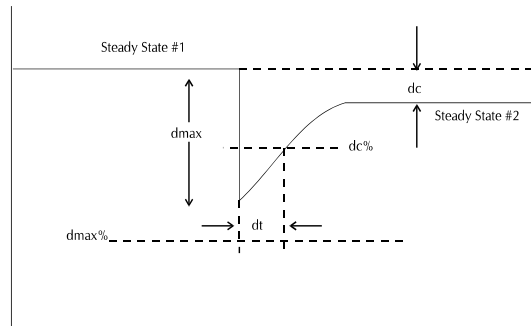 Steady State #1
dc
dmax
Steady State #2
dc%
dt
dmax%